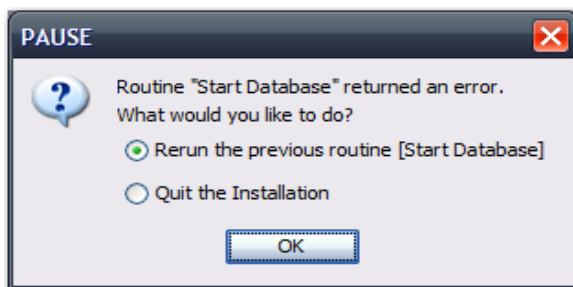 PAUSE
Routine "Start Database" returned an error.
What would you like to do?
Rerun the previous routine [Start Database]
Quit the Installation
OK